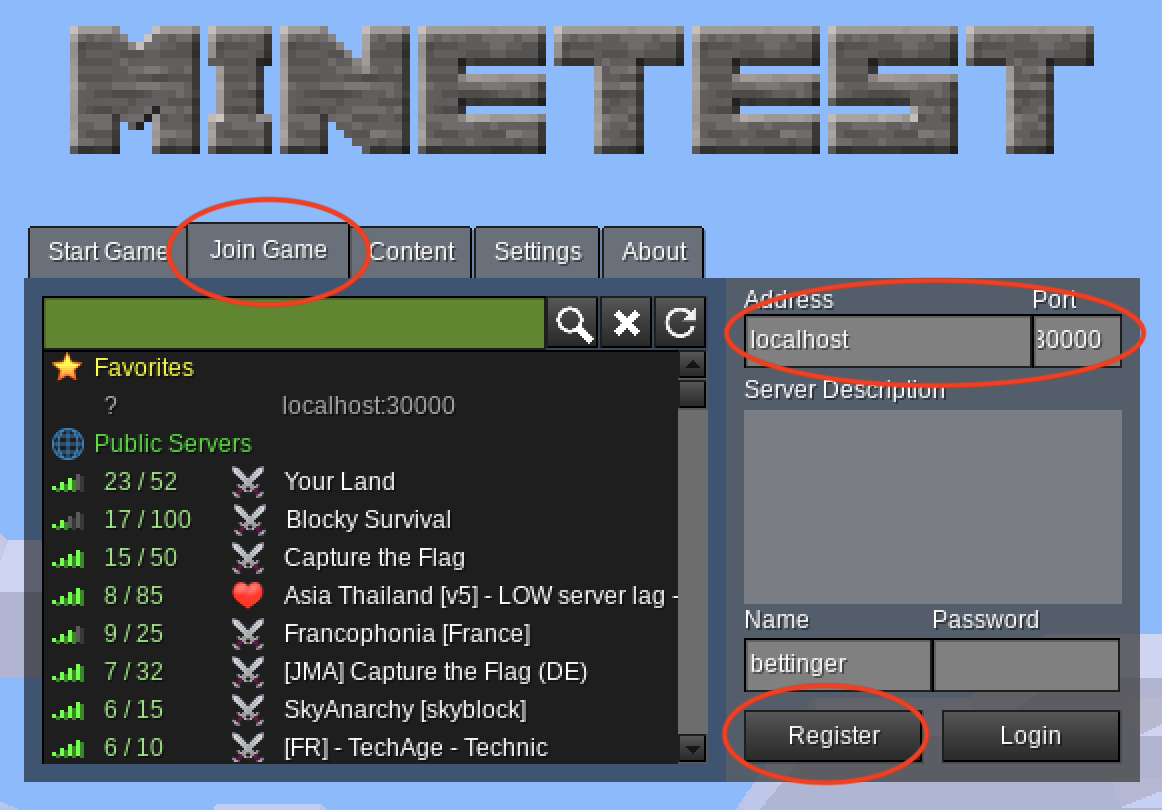 MINETEST
Start Game Join Game Content Settings About
Address Port
localhost 30000
Favorites
? localhost:30000
Server Description
Public Servers
23 / 52 Your Land
17 / 100 Blocky Survival
15 / 50 Capture the Flag
8 / 85 Asia Thailand [v5] - LOW server lag -
9 / 25 Francophonia [France]
7 / 32 [JMA] Capture the Flag (DE)
6 / 15 SkyAnarchy [skyblock]
6 / 10 [FR] - TechAge - Technic
Name Password
bettinger
Register Login